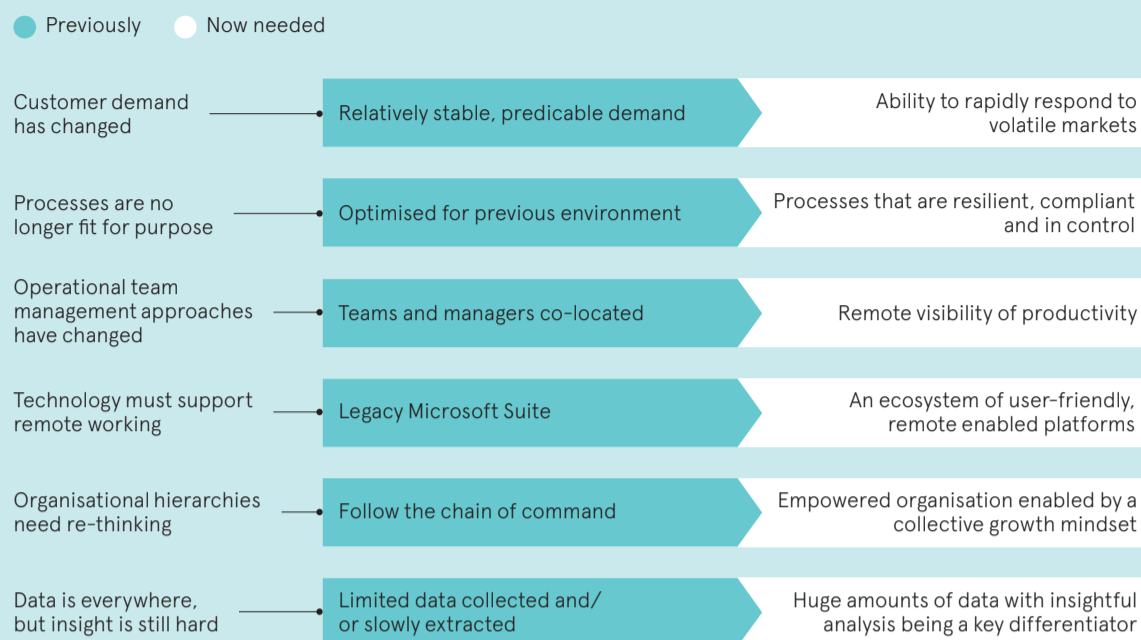 Previously
Now needed
Customer demand
has changed
Relatively stable, predicable demand
Ability to rapidly respond to
volatile markets
Processes are no
longer fit for purpose
Optimised for previous environment
Processes that are resilient, compliant
and in control
Operational team
management approaches
have changed
Teams and managers co-located
Remote visibility of productivity
Technology must support
remote working
Legacy Microsoft Suite
An ecosystem of user-friendly,
remote enabled platforms
Organisational hierarchies
need re-thinking
Follow the chain of command
Empowered organisation enabled by a
collective growth mindset
Data is everywhere,
but insight is still hard
Limited data collected and/
or slowly extracted
Huge amounts of data with insightful
analysis being a key differentiator